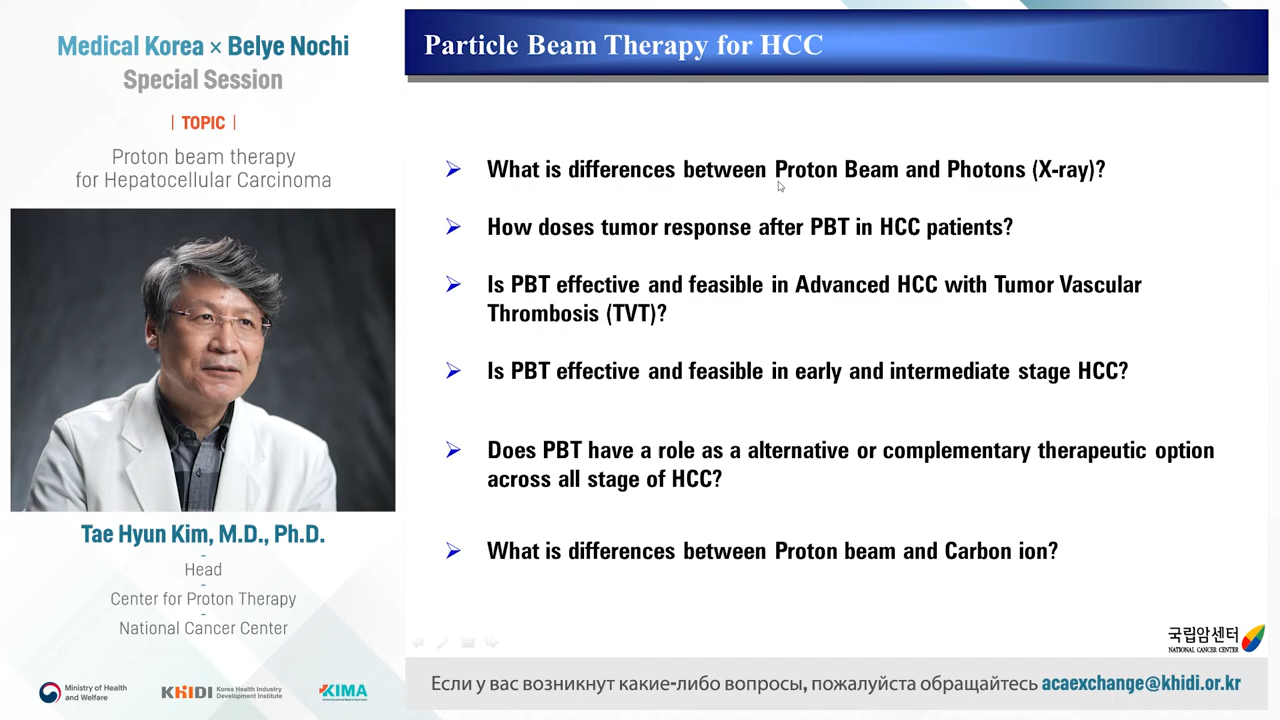 Medical Korea × Belye Nochi
Special Session
| TOPIC |
Proton beam therapy
for Hepatocellular Carcinoma
Tae Hyun Kim, M.D., Ph.D.
-
Head
-
Center for Proton Therapy
-
National Cancer Center
Ministry of Health
and Welfare
KHIDI
Korea Health Industry
Development Institute
KIMA
Particle Beam Therapy for HCC
What is differences between Proton Beam and Photons (X-ray)?
How doses tumor response after PBT in HCC patients?
Is PBT effective and feasible in Advanced HCC with Tumor Vascular
Thrombosis (TVT)?
Is PBT effective and feasible in early and intermediate stage HCC?
Does PBT have a role as a alternative or complementary therapeutic option
across all stage of HCC?
What is differences between Proton beam and Carbon ion?
국립암센터
NATIONAL CANCER CENTER
Если у вас возникнут какие-либо вопросы, пожалуйста обращайтесь acaexchange@khidi.or.kr